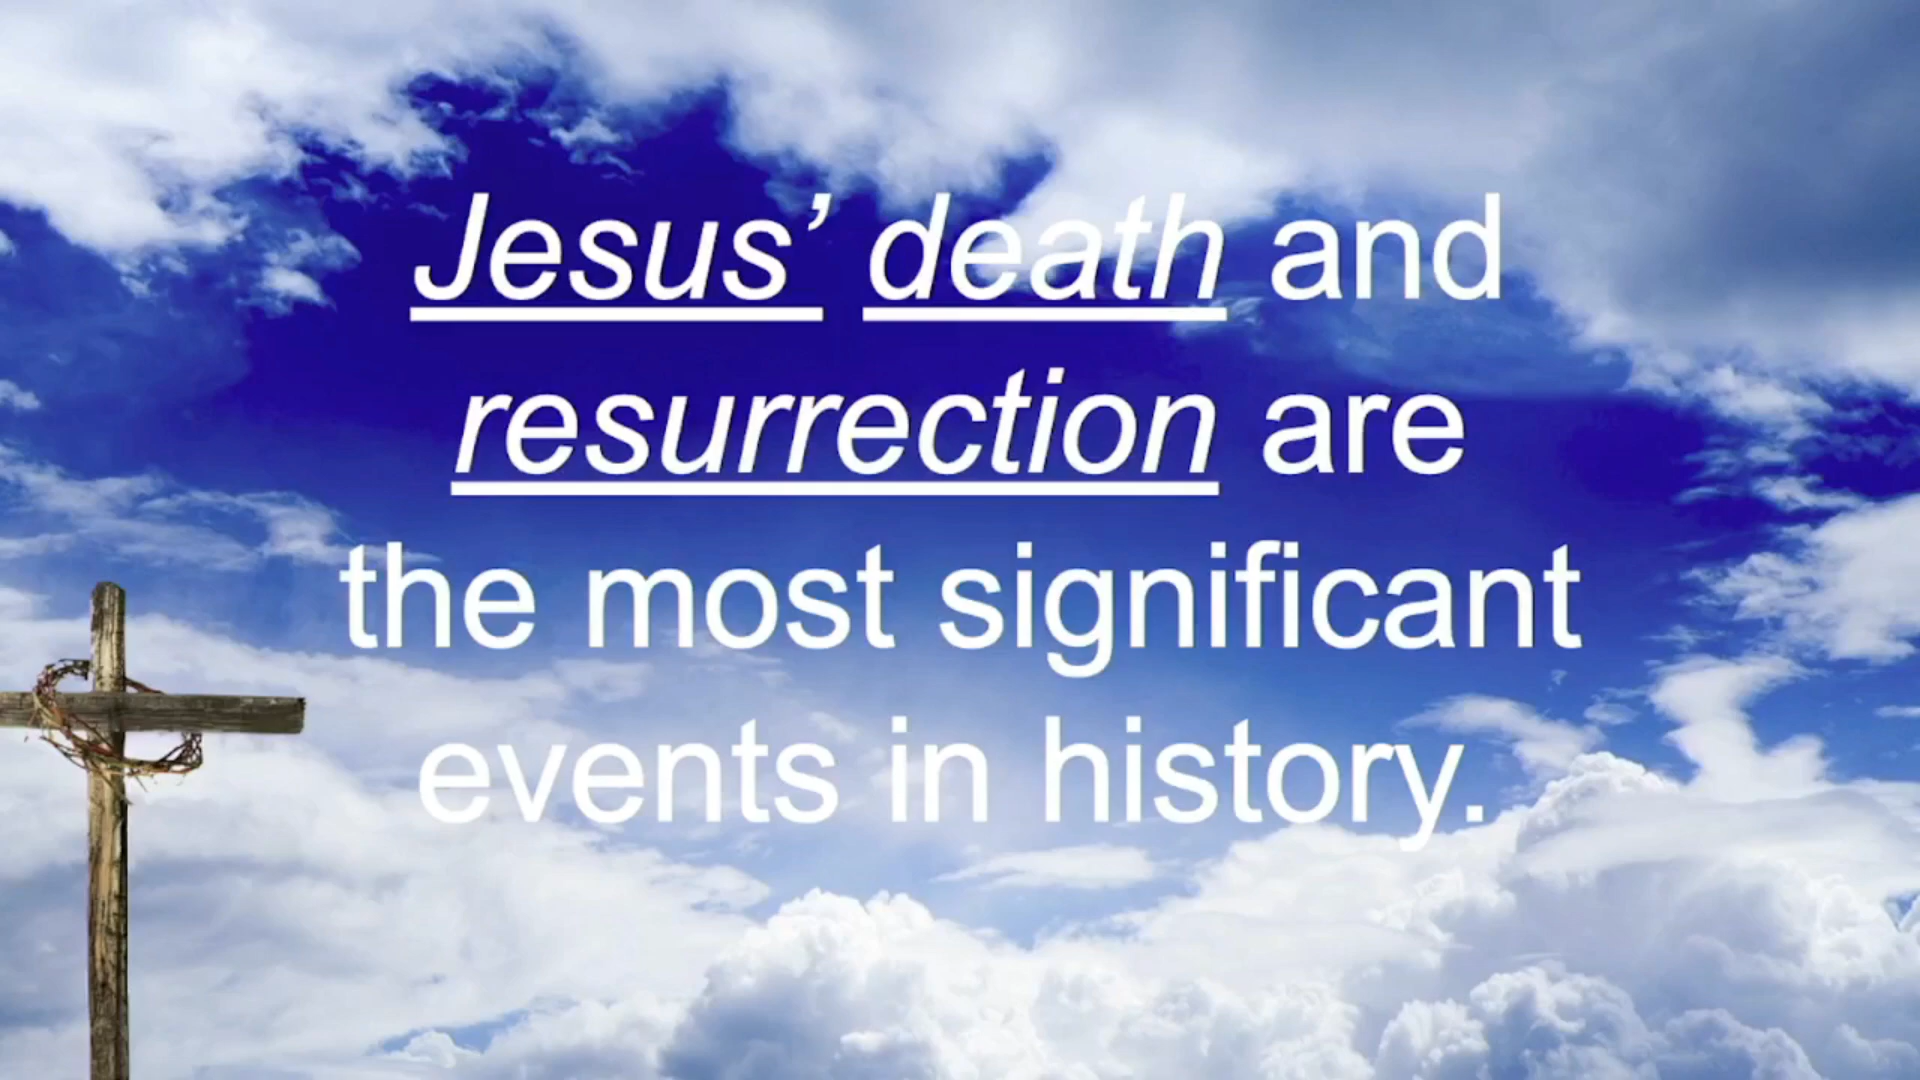 Jesus’ death and
resurrection are
the most significant
events in history.